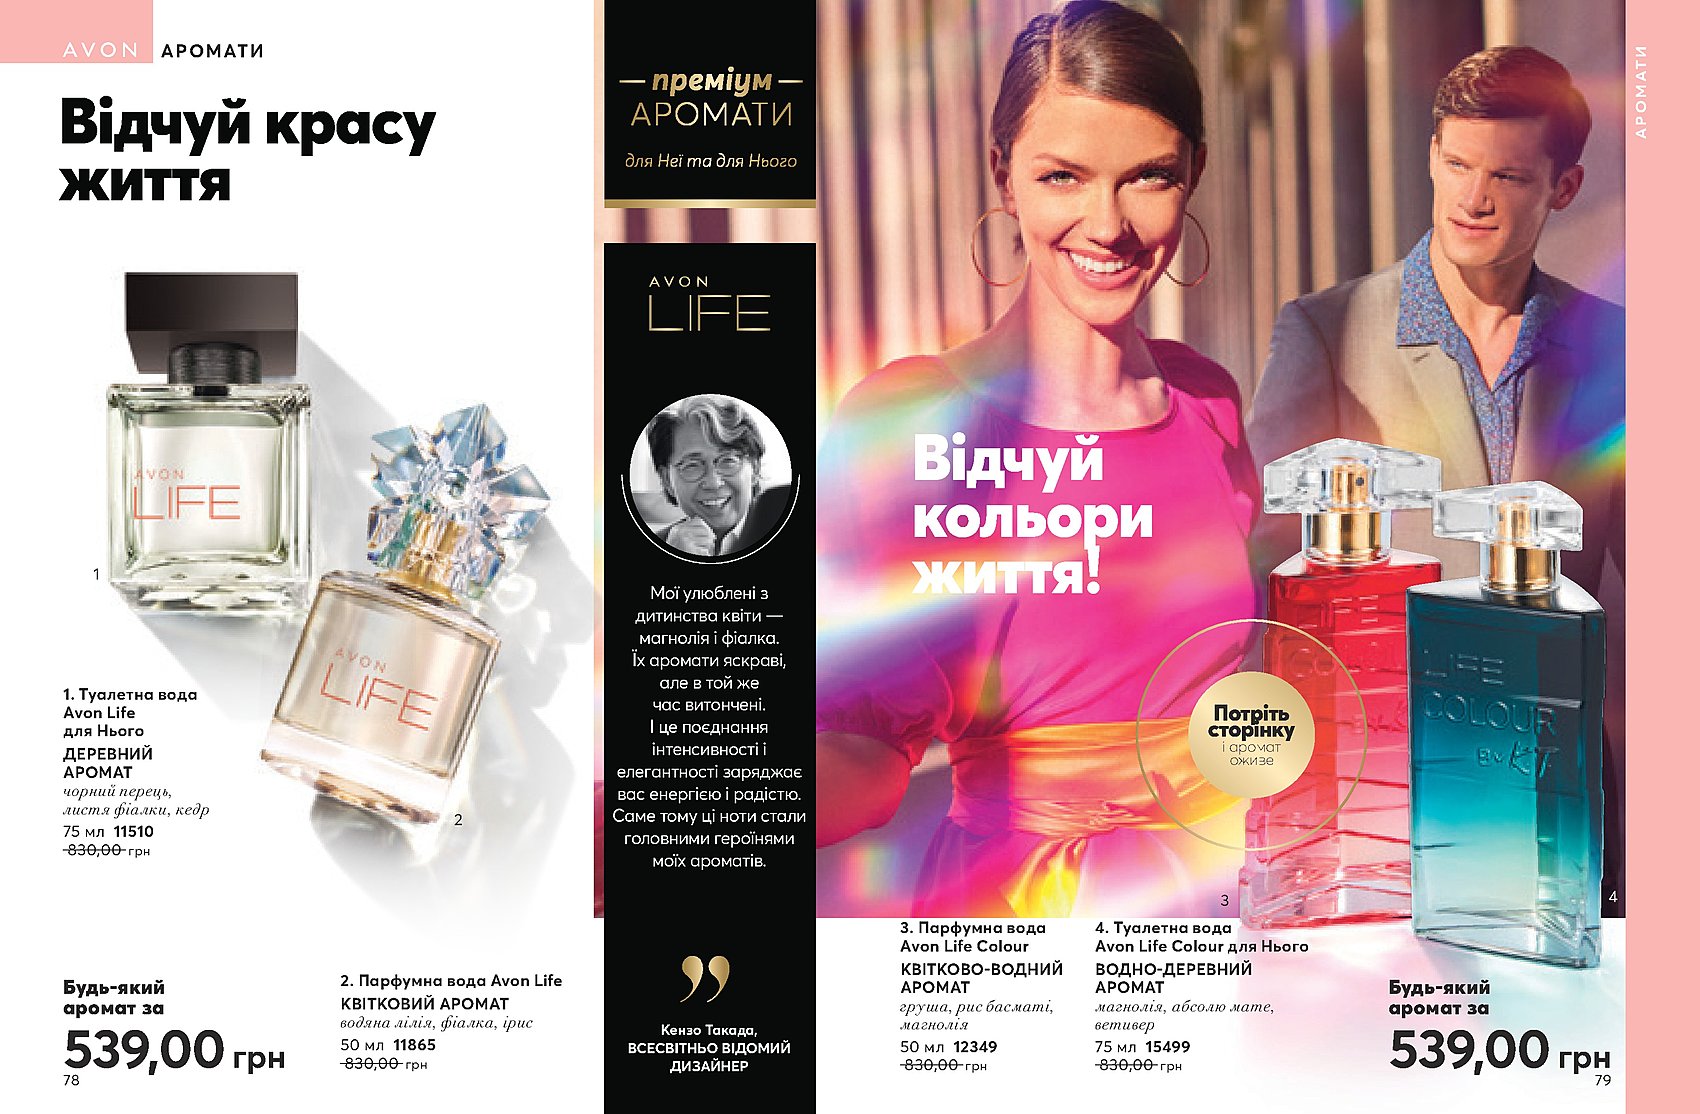 AVON АРОМАТИ
Відчуй красу
життя
AVON
LIFE
1
AVON
LIFE
2
1. Туалетна вода
Avon Life
для Нього
ДЕРЕВНИЙ
АРОМАТ
чорний перець,
листя фіалки, кедр
75 мл 11510
830,00 грн
Будь-який
аромат за
539,00 грн
78
2. Парфумна вода Avon Life
КВІТКОВИЙ АРОМАТ
водяна лілія, фіалка, ірис
50 мл 11865
830,00 грн
преміум
АРОМАТИ
для Неї та для Нього
AVON
LIFE
Мої улюблені з
дитинства квіти —
магнолія і фіалка.
Їх аромати яскраві,
але в той же
час витончені.
І це поєднання
інтенсивності і
елегантності заряджає
вас енергією і радістю.
Саме тому ці ноти стали
головними героїнями
моїх ароматів.
Кензо Такада,
ВСЕСВІТНЬО ВІДОМИЙ
ДИЗАЙНЕР
Відчуй
кольори
життя!
Потріть
сторінку
і аромат
оживе
LIFE
COLOUR
BY KT
3
4
3. Парфумна вода
Avon Life Colour
КВІТКОВО-ВОДНИЙ
АРОМАТ
груша, рис басматі,
магнолія
50 мл 12349
830,00 грн
4. Туалетна вода
Avon Life Colour для Нього
ВОДНО-ДЕРЕВНИЙ
АРОМАТ
магнолія, абсолю мате,
ветивер
75 мл 15499
830,00 грн
Будь-який
аромат за
539,00 грн
79
АРОМАТИ